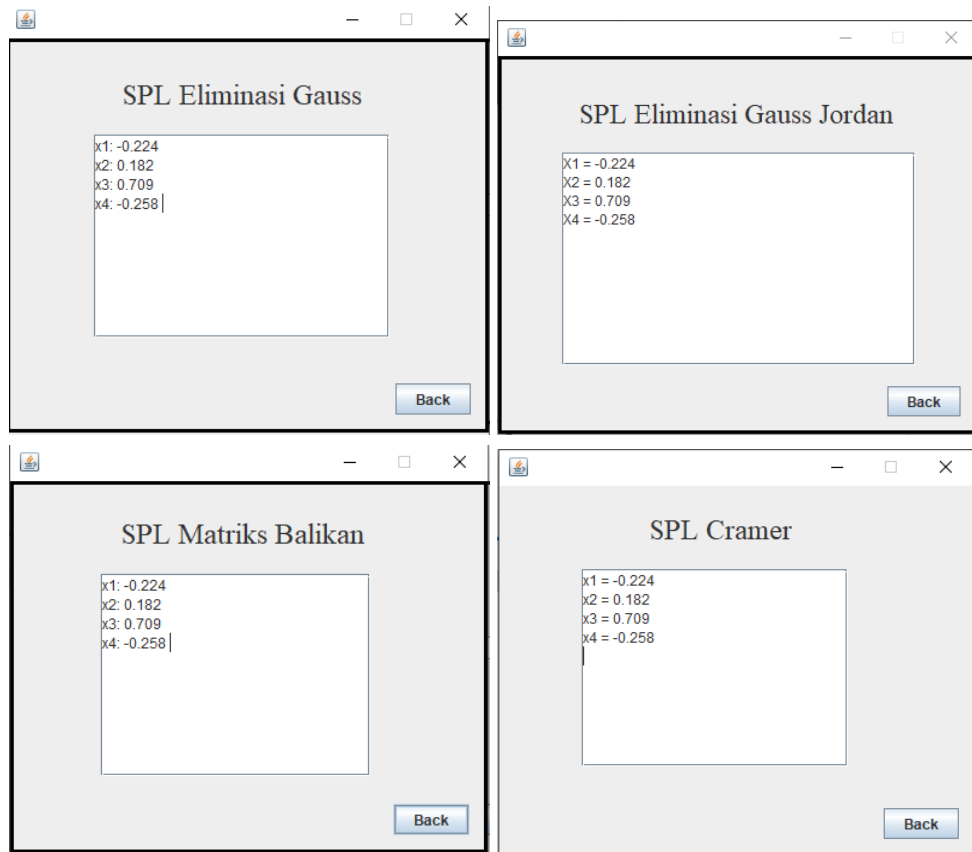 SPL Eliminasi Gauss
x1: -0.224
x2: 0.182
x3: 0.709
x4: -0.258
Back
SPL Eliminasi Gauss Jordan
X1 = -0.224
X2 = 0.182
X3 = 0.709
X4 = -0.258
Back
SPL Matriks Balikan
x1: -0.224
x2: 0.182
x3: 0.709
x4: -0.258
Back
SPL Cramer
x1 = -0.224
x2 = 0.182
x3 = 0.709
x4 = -0.258
Back